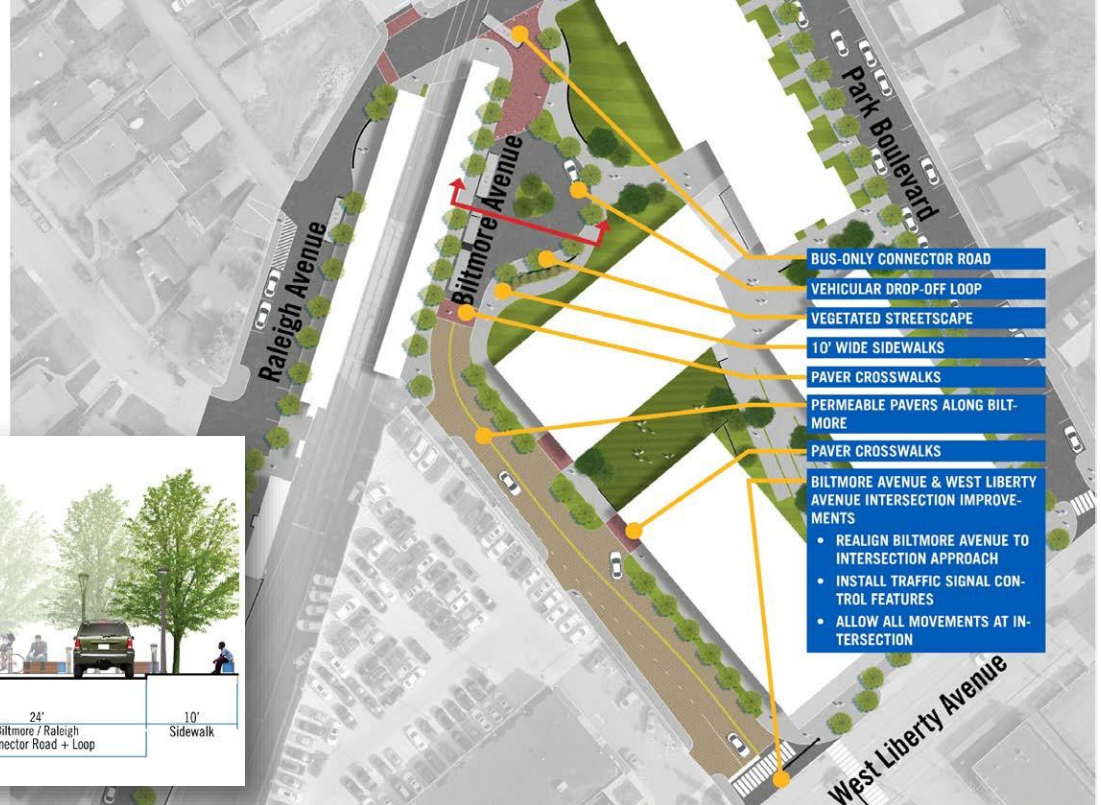 Raleigh Avenue
Biltmore Avenue
Park Boulevard
BUS-ONLY CONNECTOR ROAD
VEHICULAR DROP-OFF LOOP
VEGETATED STREETSCAPE
10' WIDE SIDEWALKS
PAVER CROSSWALKS
PERMEABLE PAVERS ALONG BILT-
MORE
PAVER CROSSWALKS
BILTMORE AVENUE & WEST LIBERTY
AVENUE INTERSECTION IMPROVE-
MENTS
• REALIGN BILTMORE AVENUE TO
INTERSECTION APPROACH
• INSTALL TRAFFIC SIGNAL CON-
TROL FEATURES
• ALLOW ALL MOVEMENTS AT IN-
TERSECTION
West Liberty Avenue
24'
iltmore / Raleigh
nector Road + Loop
10'
Sidewalk